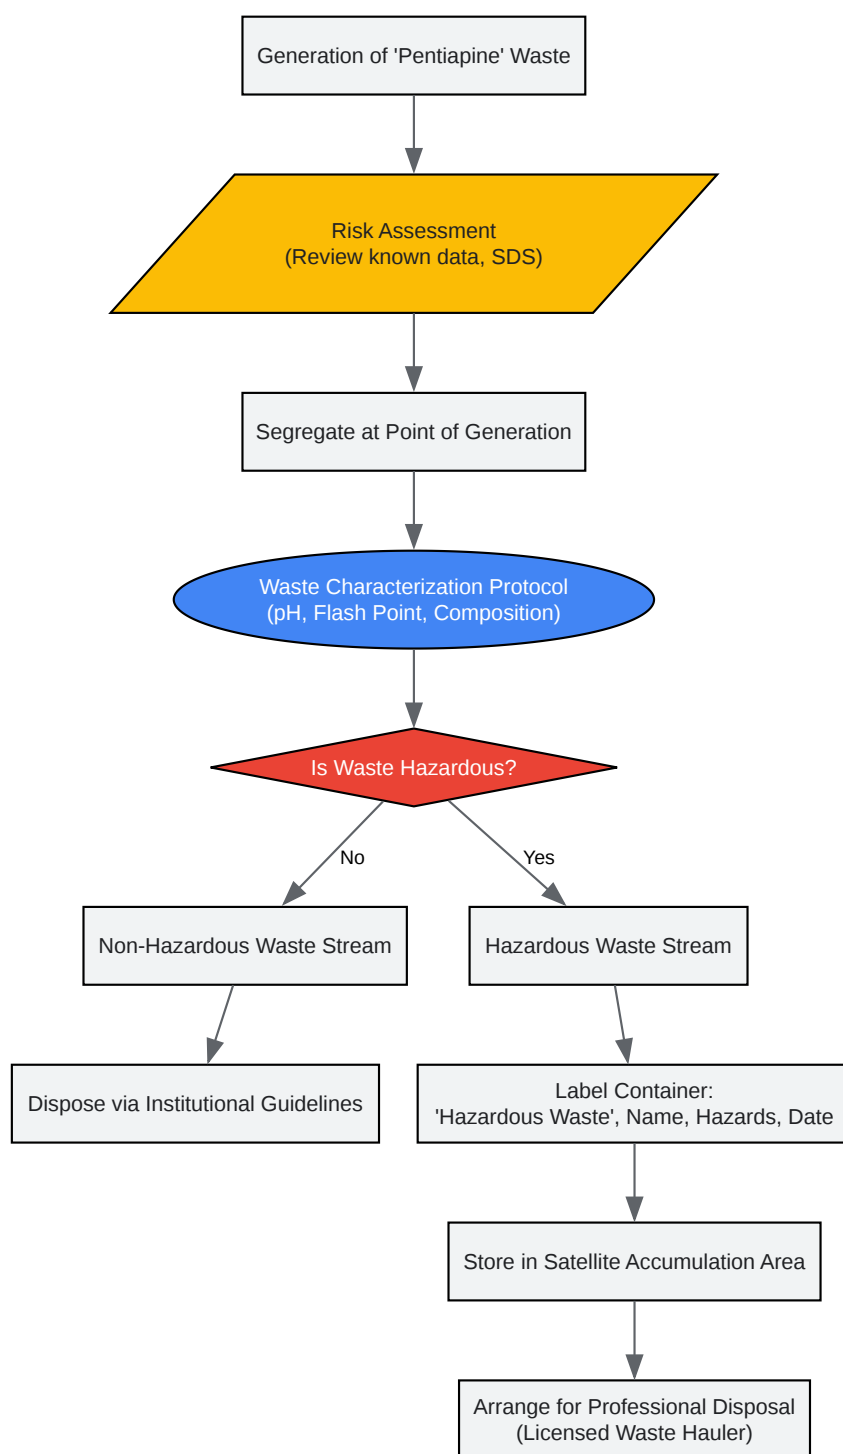 Generation of 'Pentiapine' Waste
Risk Assessment
(Review known data, SDS)
Segregate at Point of Generation
Waste Characterization Protocol
(pH, Flash Point, Composition)
Is Waste Hazardous?
No
Yes
Non-Hazardous Waste Stream
Hazardous Waste Stream
Dispose via Institutional Guidelines
Label Container:
'Hazardous Waste', Name, Hazards, Date
Store in Satellite Accumulation Area
Arrange for Professional Disposal
(Licensed Waste Hauler)